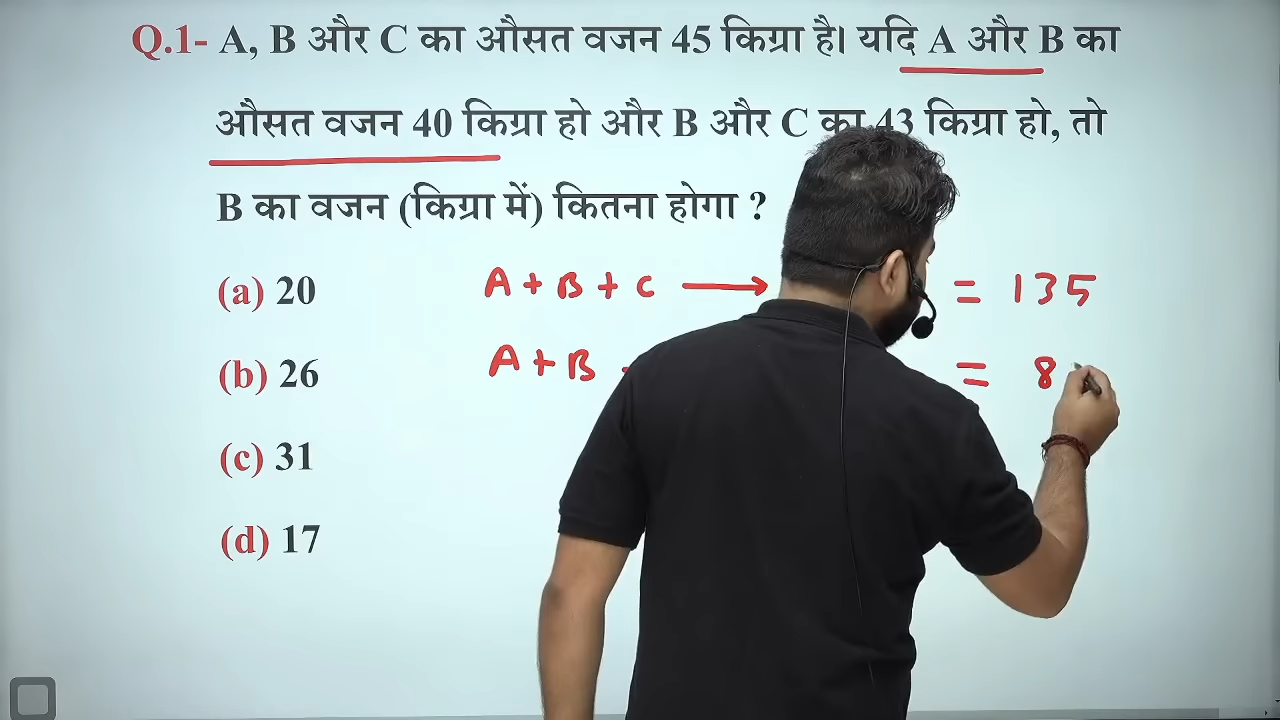 Q.1- A, B और C का औसत वजन 45 किग्रा है। यदि A और B का
औसत वजन 40 किग्रा हो और B और C का 43 किग्रा हो, तो
B का वजन (किग्रा में) कितना होगा ?
(a) 20
A + B + C → = 135
(b) 26
A + B = 8
(c) 31
(d) 17